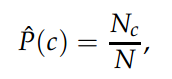 P̂(c) = N_c / N,